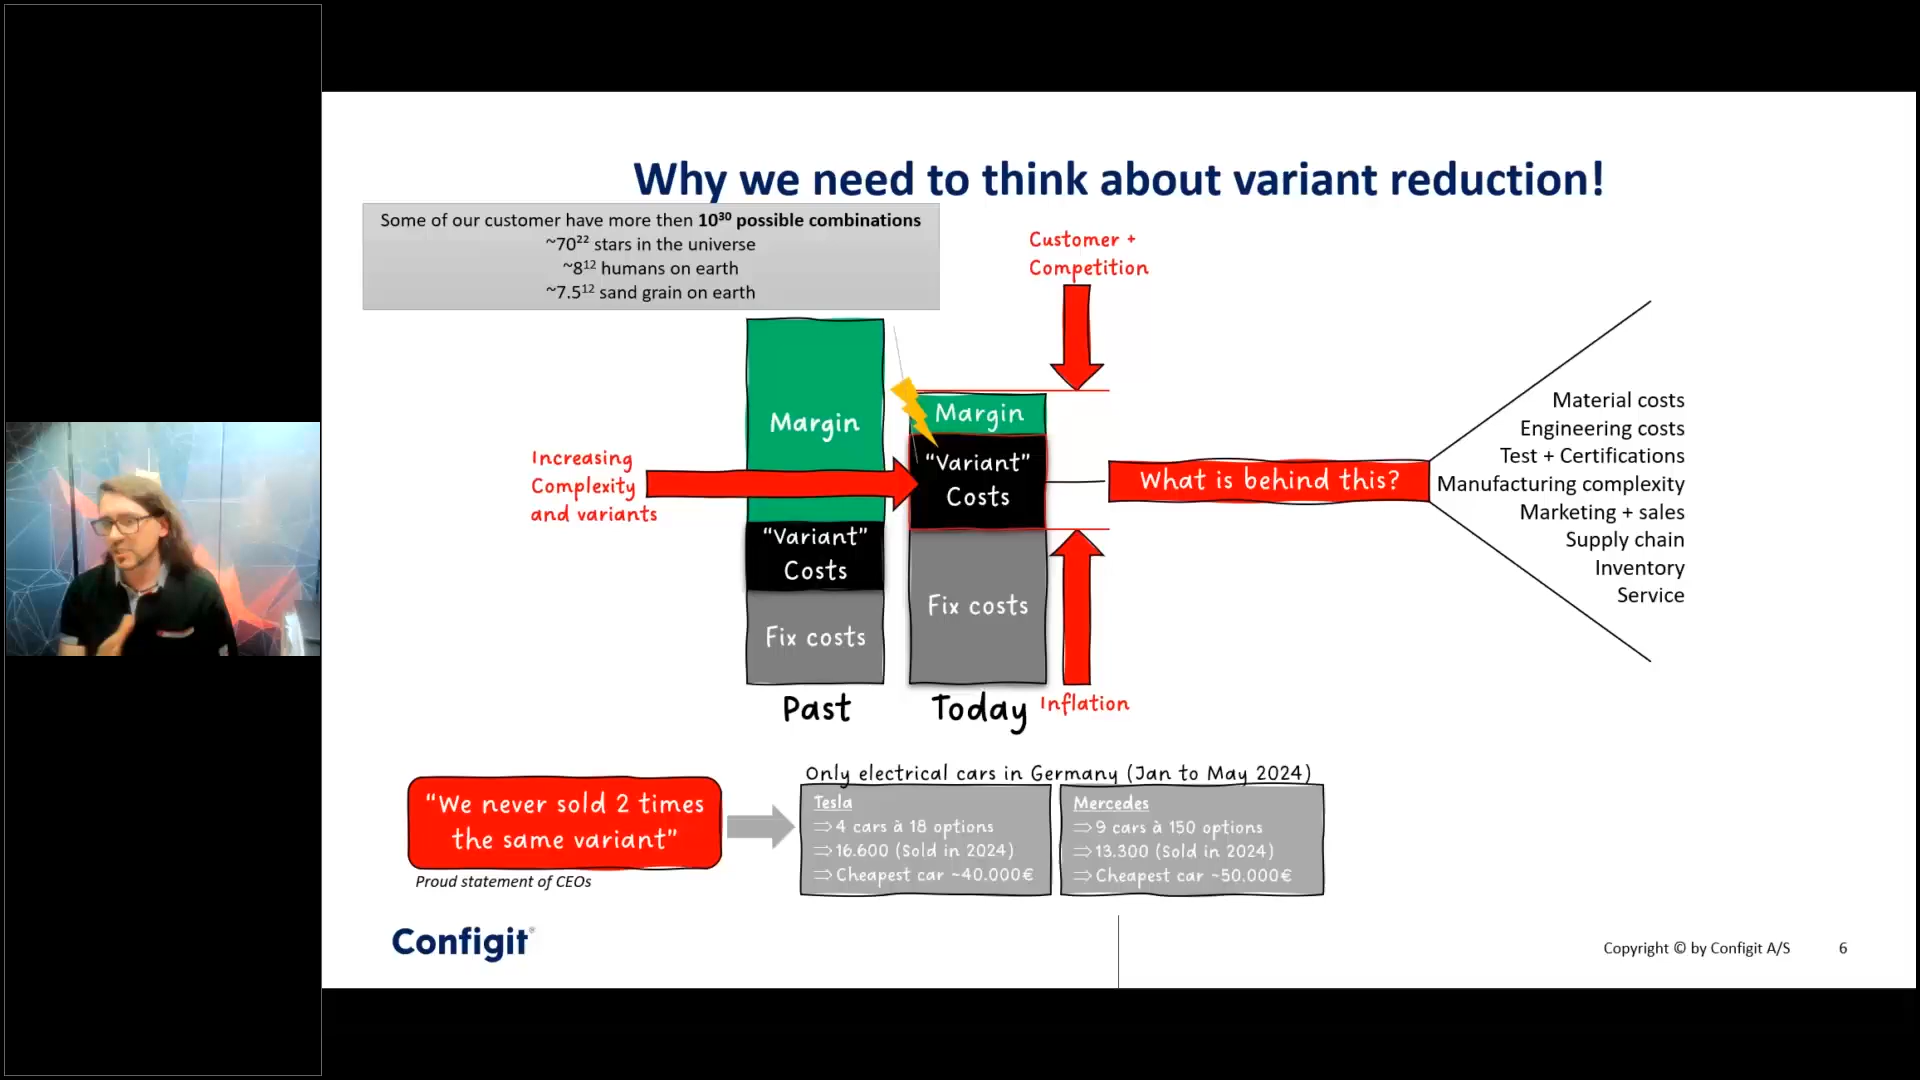 Why we need to think about variant reduction!
Some of our customer have more then 10³⁰ possible combinations
~70²² stars in the universe
~8¹² humans on earth
~7.5¹² sand grain on earth
Customer +
Competition
Margin
Margin
Increasing
Complexity
and variants
"Variant"
Costs
"Variant"
Costs
Fix costs
Fix costs
Past
Today
Inflation
What is behind this?
Material costs
Engineering costs
Test + Certifications
Manufacturing complexity
Marketing + sales
Supply chain
Inventory
Service
"We never sold 2 times
the same variant"
Proud statement of CEOs
Only electrical cars in Germany (Jan to May 2024)
Tesla
⇒ 4 cars à 18 options
⇒ 16.600 (Sold in 2024)
⇒ Cheapest car ~40.000€
Mercedes
⇒ 9 cars à 150 options
⇒ 13.300 (Sold in 2024)
⇒ Cheapest car ~50.000€
Configit®
Copyright © by Configit A/S
6